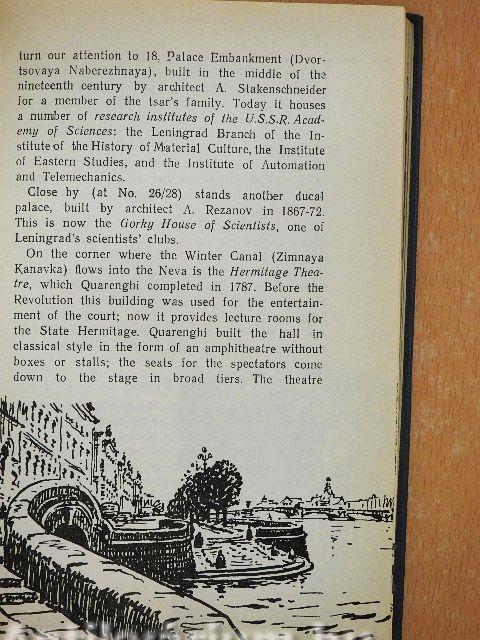 turn our attention to 18, Palace Embankment (Dvor-
tsovaya Naberezhnaya), built in the middle of the
nineteenth century by architect A. Stakenschneider
for a member of the tsar's family. Today it houses
a number of research institutes of the U.S.S.R. Acad-
emy of Sciences: the Leningrad Branch of the In-
stitute of the History of Material Culture, the Institute
of Eastern Studies, and the Institute of Automation
and Telemechanics.
Close by (at No. 26/28) stands another ducal
palace, built by architect A. Rezanov in 1867-72.
This is now the Gorky House of Scientists, one of
Leningrad's scientists' clubs.
On the corner where the Winter Canal (Zimnaya
Kanavka) flows into the Neva is the Hermitage Thea-
tre, which Quarenghi completed in 1787. Before the
Revolution this building was used for the entertain-
ment of the court; now it provides lecture rooms for
the State Hermitage. Quarenghi built the hall in
classical style in the form of an amphitheatre without
boxes or stalls; the seats for the spectators come
down to the stage in broad tiers. The theatre